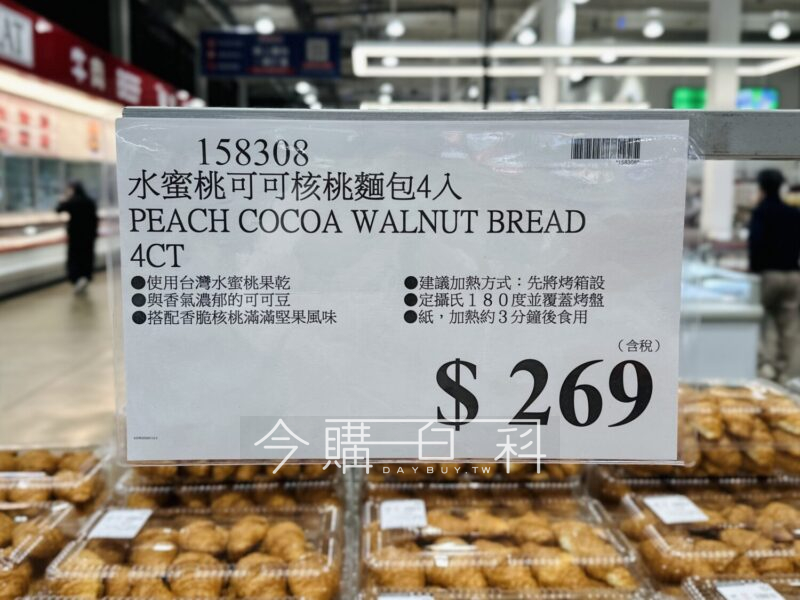 158308
*158308*
水蜜桃可可核桃麵包4入
PEACH COCOA WALNUT BREAD
4CT
●使用台灣水蜜桃果乾
●與香氣濃郁的可可豆
●搭配香脆核桃滿滿堅果風味
●建議加熱方式：先將烤箱設
●定攝氏１８０度並覆蓋烤盤
●紙，加熱約３分鐘後食用
（含稅）
$ 269
今購百科
DAYBUY.TW